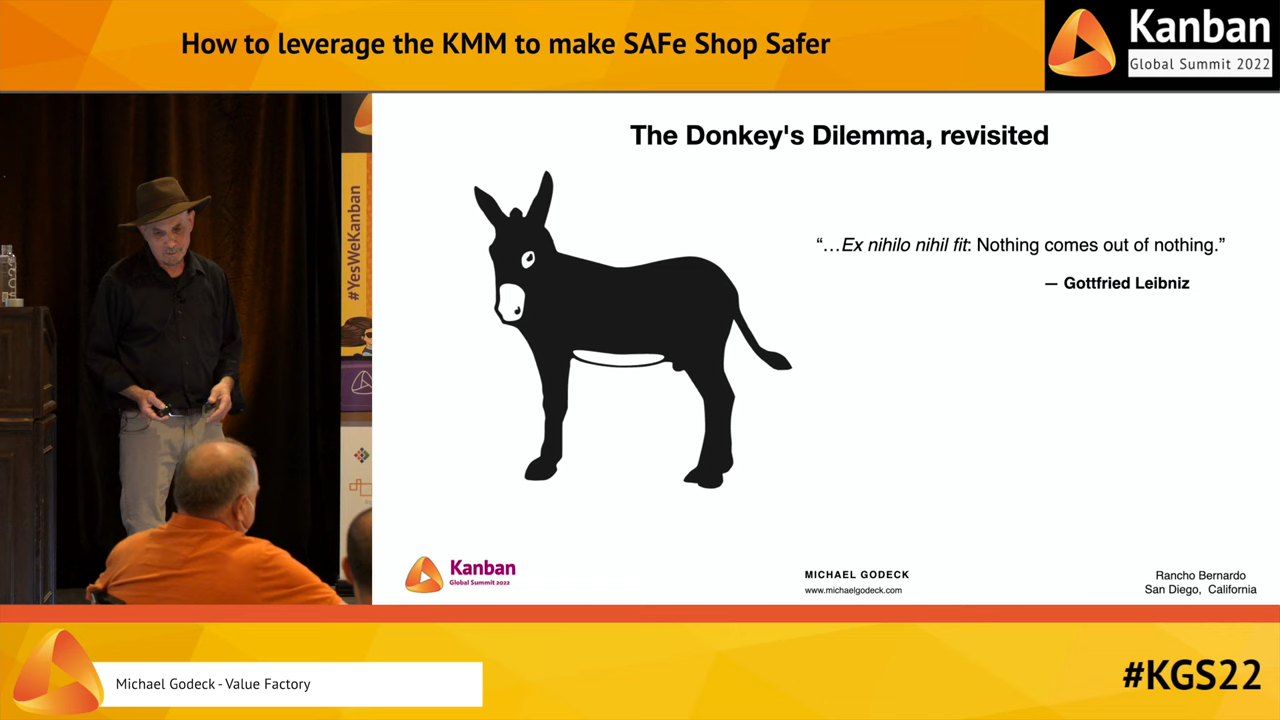 How to leverage the KMM to make SAFe Shop Safer
Kanban
Global Summit 2022
#YesWeKanban
The Donkey's Dilemma, revisited
“…Ex nihilo nihil fit: Nothing comes out of nothing.”
— Gottfried Leibniz
Kanban
Global Summit 2022
MICHAEL GODECK
www.michaelgodeck.com
Rancho Bernardo
San Diego, California
Michael Godeck - Value Factory
#KGS22